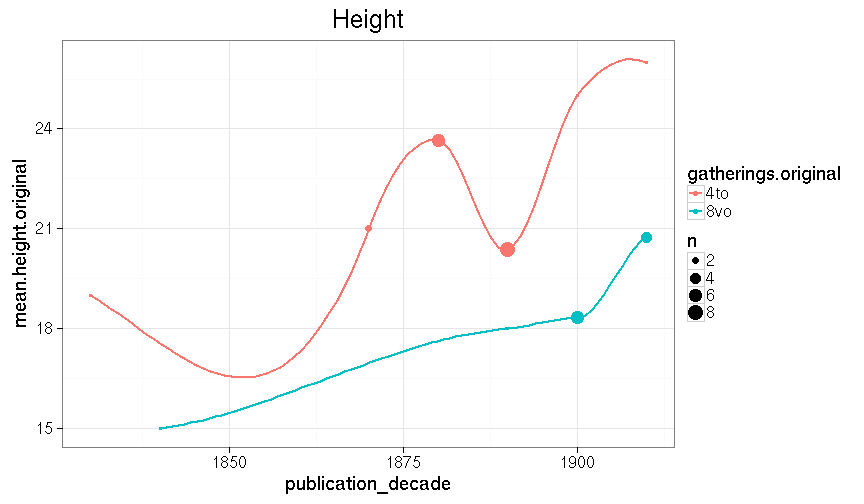 Height
mean.height.original
24
21
18
15
1850
1875
1900
publication_decade
gatherings.original
4to
8vo
n
2
4
6
8